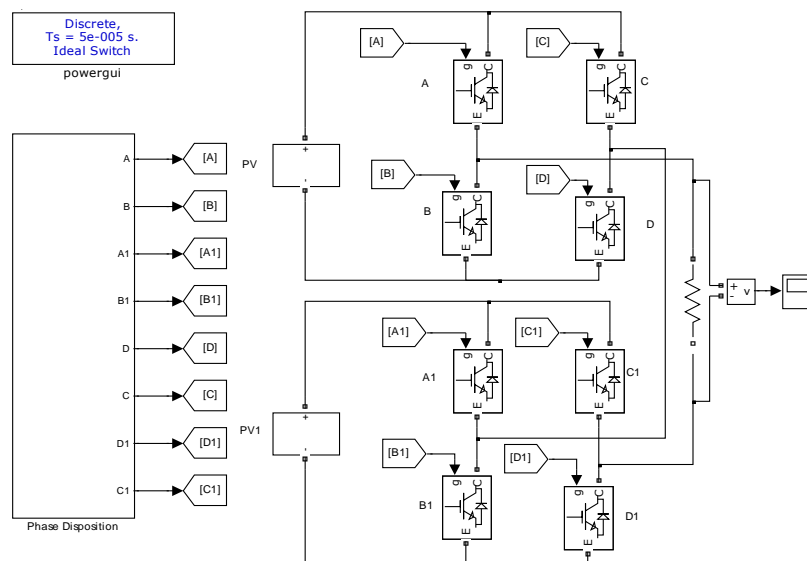 Discrete,
Ts = 5e-005 s.
Ideal Switch
powergui
A
B
A1
B1
D
C
D1
C1
Phase Disposition
[A]
[B]
[A1]
[B1]
[D]
[C]
[D1]
[C1]
PV
+
-
[A]
g
C
E
A
[C]
g
C
E
C
[B]
g
C
E
B
[D]
g
C
E
D
+
-
v
PV1
+
-
[A1]
g
C
E
A1
[C1]
g
C
E
C1
[B1]
g
C
E
B1
[D1]
g
C
E
D1